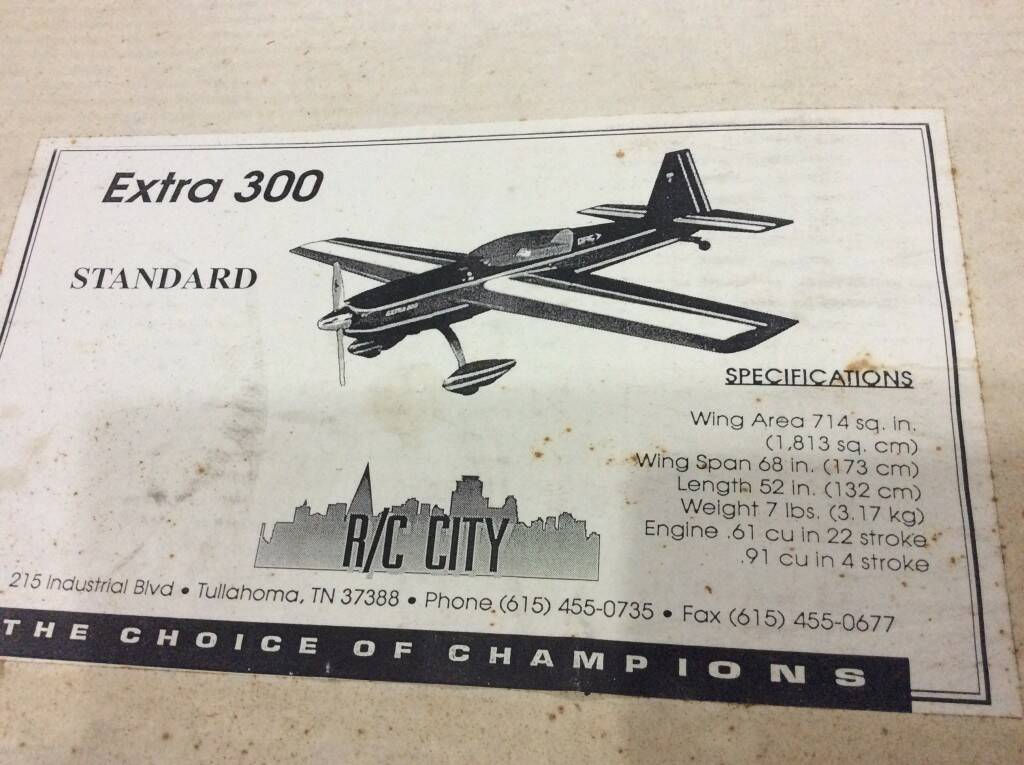 Extra 300
STANDARD
EXTRA 300
SPECIFICATIONS
Wing Area 714 sq. in.
(1,813 sq. cm)
Wing Span 68 in. (173 cm)
Length 52 in. (132 cm)
Weight 7 lbs. (3.17 kg)
Engine .61 cu in 22 stroke
.91 cu in 4 stroke
R/C CITY
215 Industrial Blvd • Tullahoma, TN 37388 • Phone (615) 455-0735 • Fax (615) 455-0677
THE CHOICE OF CHAMPIONS